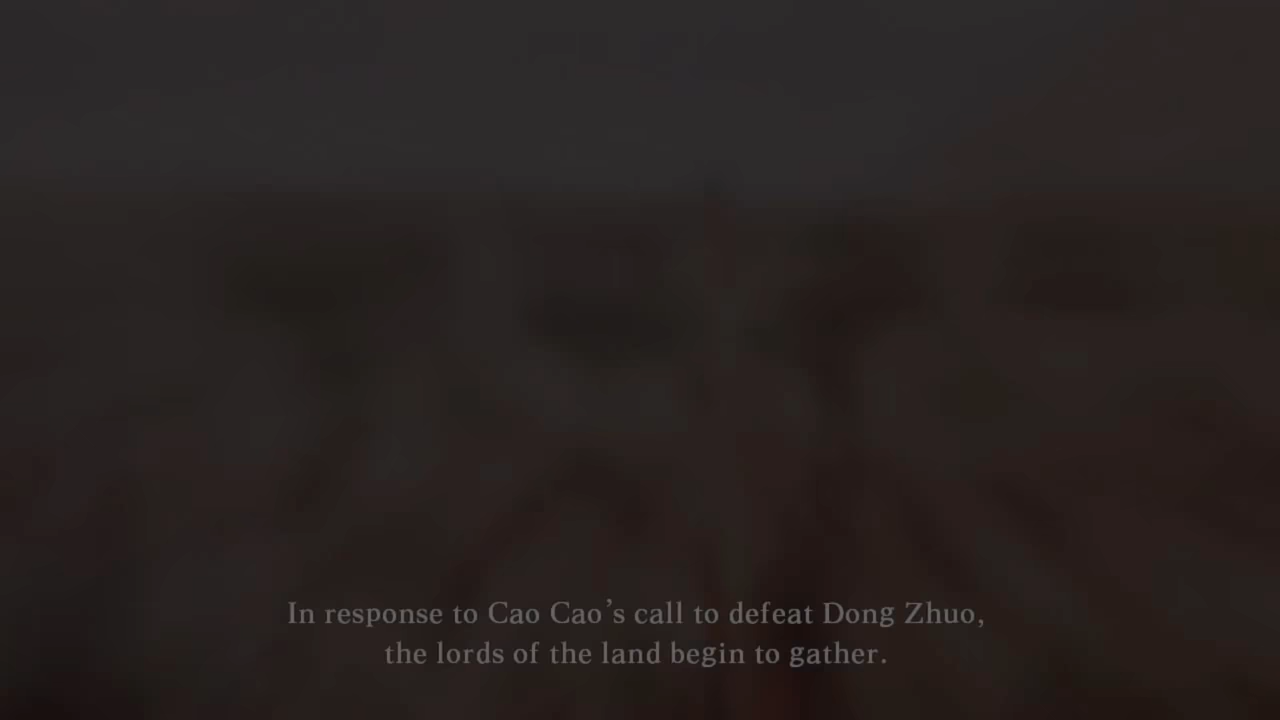 In response to Cao Cao’s call to defeat Dong Zhuo,
the lords of the land begin to gather.